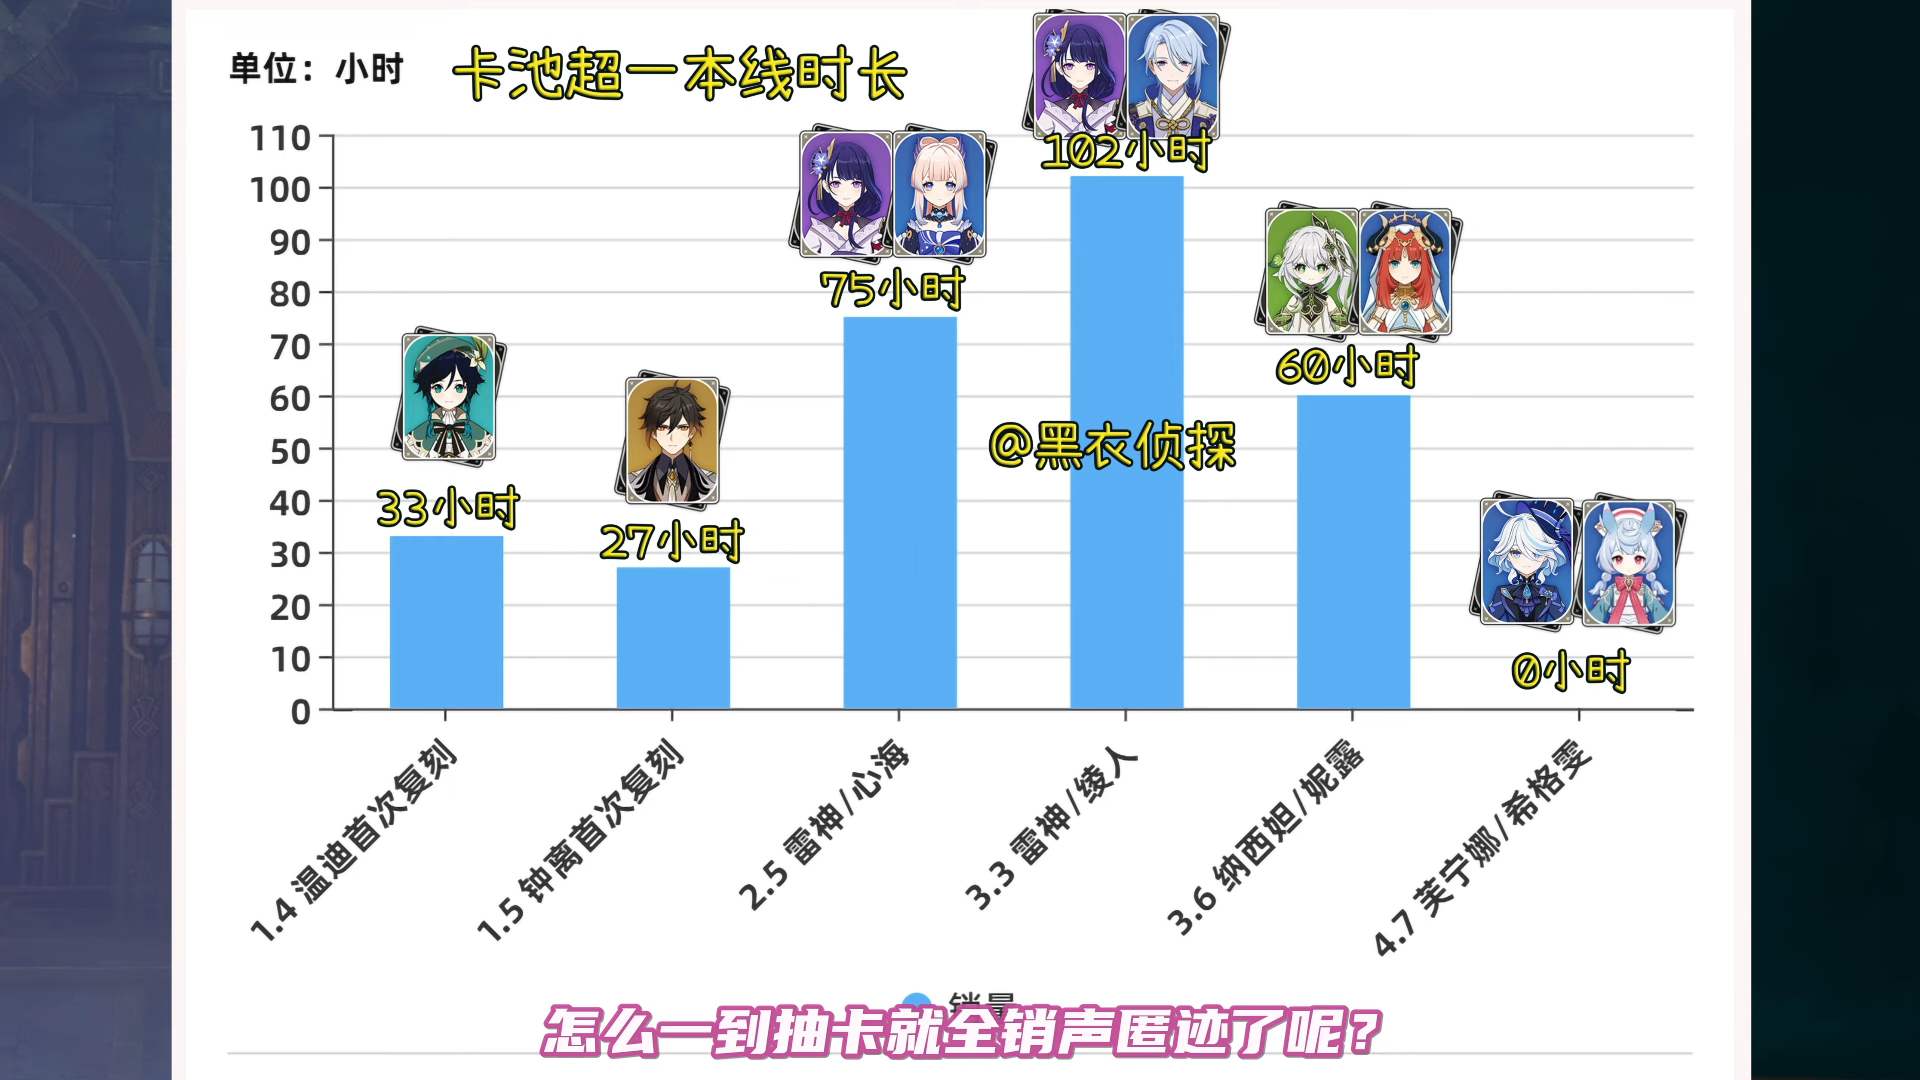 单位：小时
卡池超一本线时长
110
100
90
80
70
60
50
40
30
20
10
0
33小时
27小时
75小时
102小时
60小时
0小时
@黑衣侦探
1.4 温迪首次复刻
1.5 钟离首次复刻
2.5 雷神/心海
3.3 雷神/绫人
3.6 纳西妲/妮露
4.7 芙宁娜/希格雯
销量
怎么一到抽卡就全销声匿迹了呢？